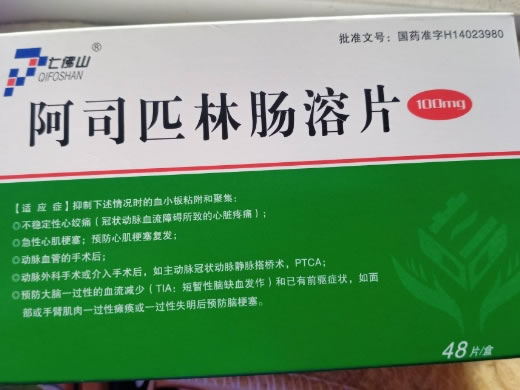 批准文号：国药准字H14023980
七佛山®
QIFOSHAN
阿司匹林肠溶片 100mg
【适 应 症】抑制下述情况时的血小板粘附和聚集：
◎不稳定性心绞痛（冠状动脉血流障碍所致的心脏疼痛）；
◎急性心肌梗塞；预防心肌梗塞复发；
◎动脉血管的手术后；
◎动脉外科手术或介入手术后，如主动脉冠状动脉静脉搭桥术，PTCA；
◎预防大脑一过性的血流减少（TIA：短暂性脑缺血发作）和已有前驱症状，如面
部或手臂肌肉一过性瘫痪或一过性失明后预防脑梗塞。
48片/盒